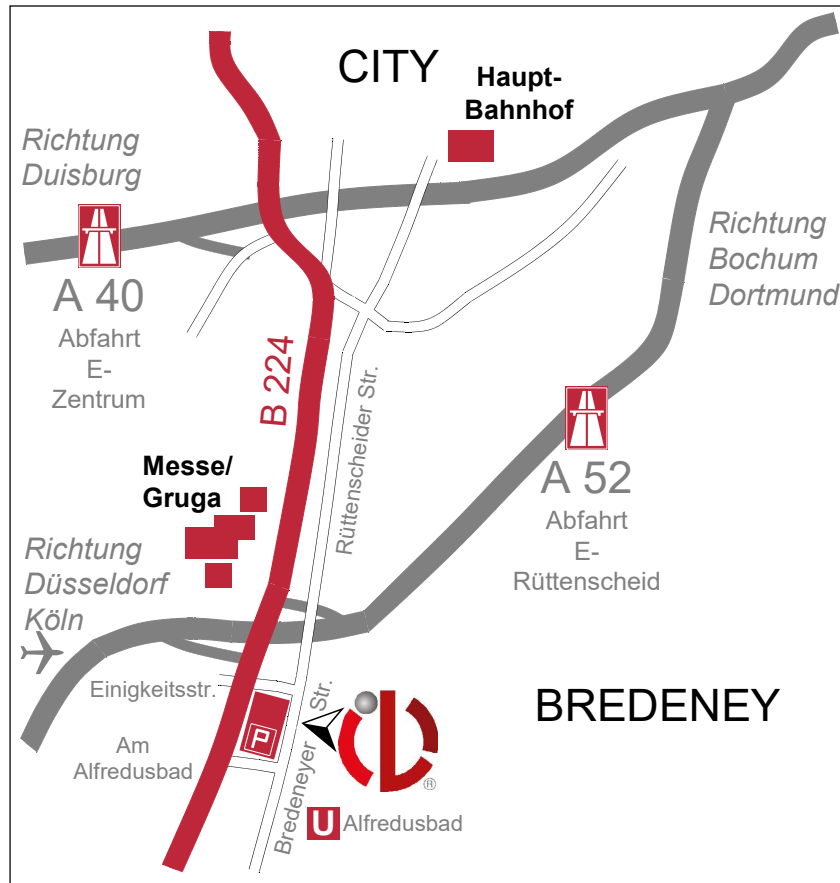 CITY
Haupt-
Bahnhof
Richtung
Duisburg
A 40
Abfahrt
E-
Zentrum
Richtung
Bochum
Dortmund
B 224
Rüttenscheider Str.
A 52
Abfahrt
E-
Rüttenscheid
Messe/
Gruga
Richtung
Düsseldorf
Köln
Einigkeitsstr.
Am
Alfredusbad
P
Bredeneyer Str.
BREDENEY
®
U Alfredusbad